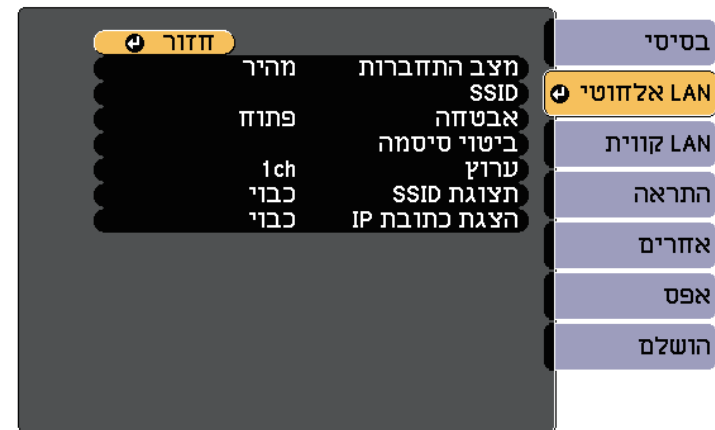 בסיסי
LAN אלחוטי
LAN קווית
התראה
אחרים
אפס
הושלם
חזור
מצב התחברות מהיר
SSID
אבטחה פתוח
ביטוי סיסמה
ערוץ 1ch
תצוגת SSID כבוי
הצגת כתובת IP כבוי